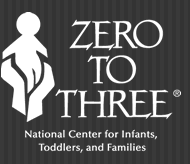 ZERO
TO
THREE®
National Center for Infants,
Toddlers, and Families